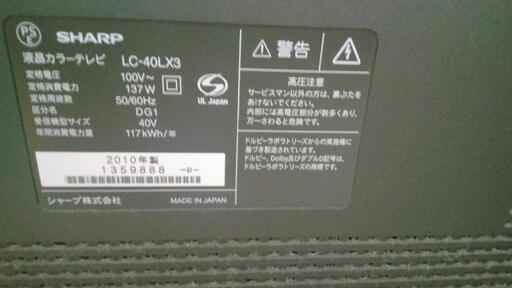 PS
E
SHARP
液晶カラーテレビ LC-40LX3
定格電圧 100V～
定格消費電力 137W
定格周波数 50/60Hz
区分名 DG1
受信機型サイズ 40V
年間消費電力量 117kWh/年
UL Japan
2010年製
1359888 -p-
シャープ株式会社 MADE IN JAPAN
警告
高圧注意
サービスマン以外の方は、裏ぶたを
あけないでください。
内部には高電圧部分が数多くあり、
万一さわると危険です。
ドルビーラボラトリーズからの実施権に
基づき製造されています。
ドルビー、Dolby及びダブルD記号は、
ドルビーラボラトリーズの商標です。